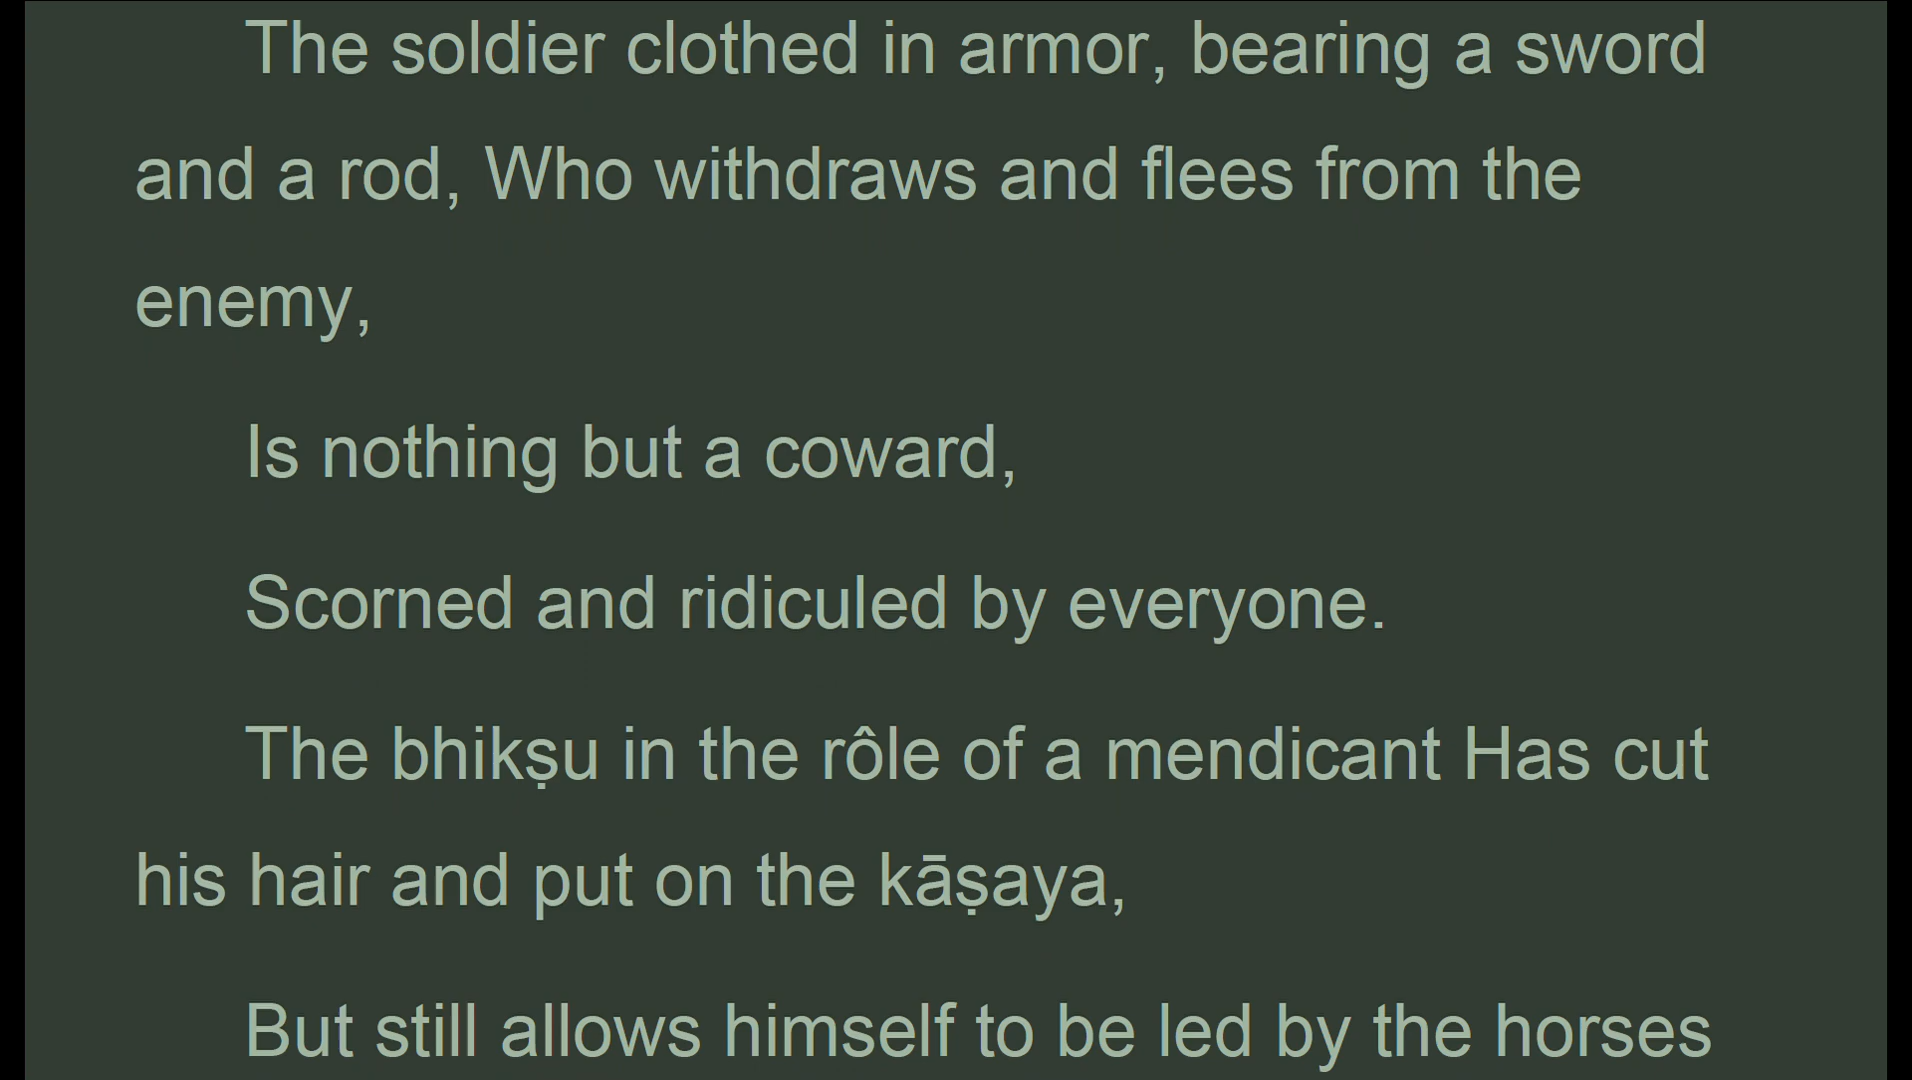 The soldier clothed in armor, bearing a sword
and a rod, Who withdraws and flees from the
enemy,
Is nothing but a coward,
Scorned and ridiculed by everyone.
The bhikṣu in the rôle of a mendicant Has cut
his hair and put on the kāṣaya,
But still allows himself to be led by the horses